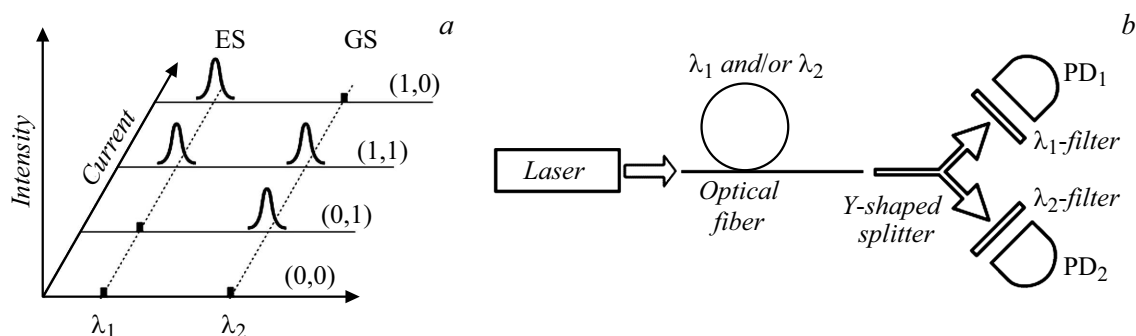 a
ES GS
Intensity
Current
(1,0)
(1,1)
(0,1)
(0,0)
λ1 λ2
b
λ1 and/or λ2
Laser
Optical
fiber
Y-shaped
splitter
PD1
λ1-filter
λ2-filter
PD2